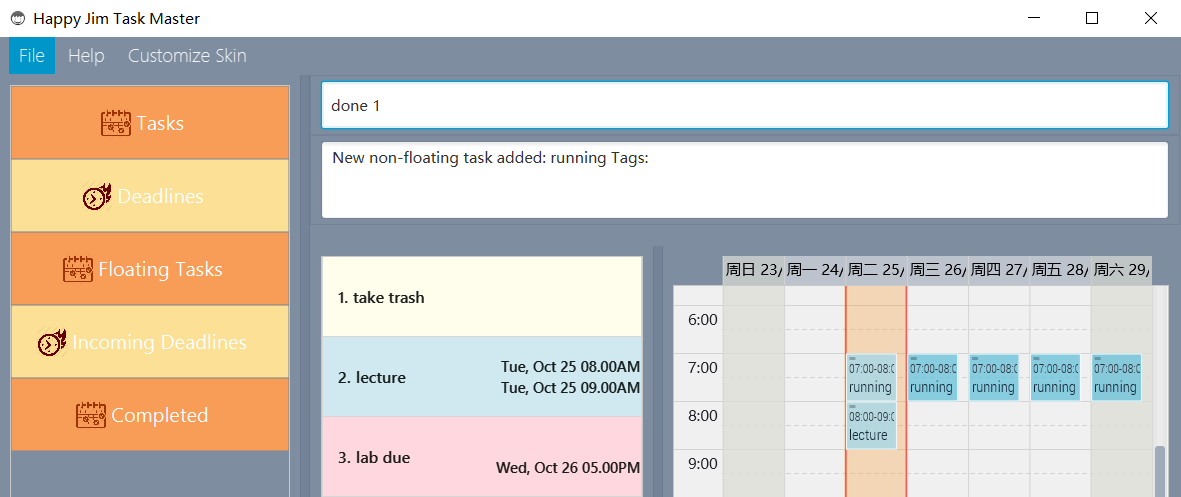 Happy Jim Task Master
File Help Customize Skin
Tasks
Deadlines
Floating Tasks
Incoming Deadlines
Completed
done 1
New non-floating task added: running Tags:
1. take trash
2. lecture
Tue, Oct 25 08.00AM
Tue, Oct 25 09.00AM
3. lab due
Wed, Oct 26 05.00PM
周日 23/ 周一 24/ 周二 25/ 周三 26/ 周四 27/ 周五 28/ 周六 29/
6:00
7:00
07:00-08:0 07:00-08:0 07:00-08:0 07:00-08:0 07:00-08:0
running running running running running
8:00
08:00-09:0
lecture
9:00